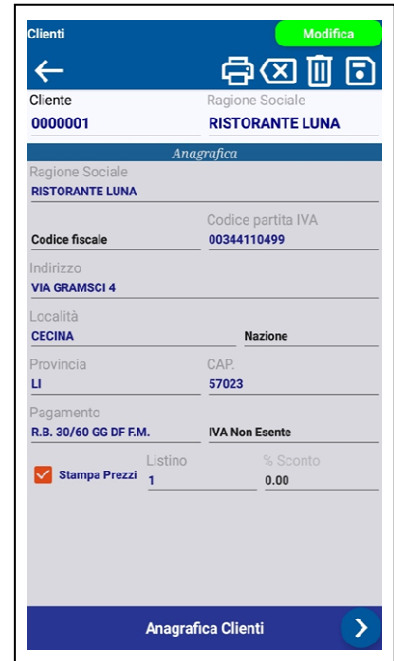 Clienti Modifica
Cliente Ragione Sociale
0000001 RISTORANTE LUNA
Anagrafica
Ragione Sociale
RISTORANTE LUNA
Codice partita IVA
Codice fiscale 00344110499
Indirizzo
VIA GRAMSCI 4
Località
CECINA Nazione
Provincia CAP.
LI 57023
Pagamento
R.B. 30/60 GG DF F.M. IVA Non Esente
Listino % Sconto
Stampa Prezzi 1 0.00
Anagrafica Clienti